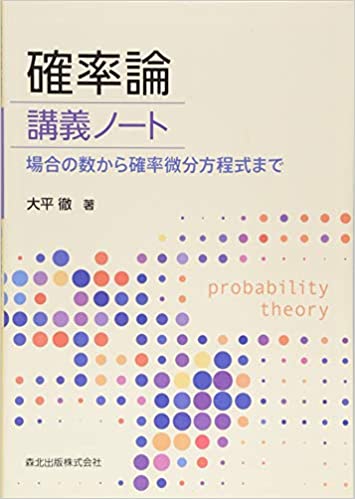 確率論
講義ノート
場合の数から確率微分方程式まで
大平 徹 著
probability
theory
森北出版株式会社